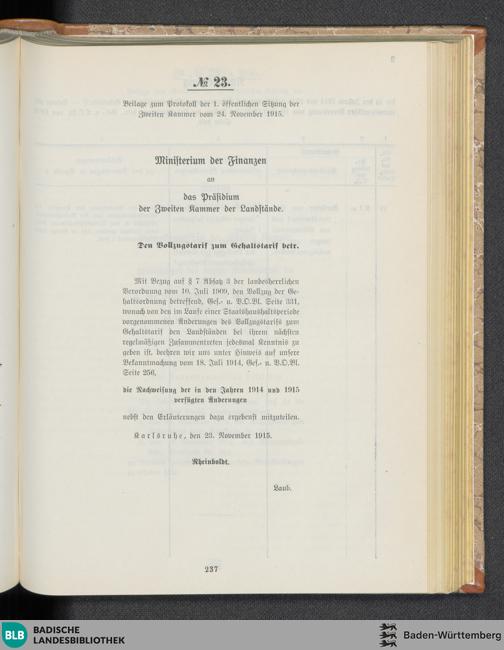 № 23.
Beilage zum Protokoll der 1. öffentlichen Sitzung der
Zweiten Kammer vom 24. November 1915.
Ministerium der Finanzen
an
das Präsidium
der Zweiten Kammer der Landstände.
Den Vollzugstarif zum Gehaltstarif betr.
Mit Bezug auf § 7 Absatz 3 der landesherrlichen
Verordnung vom 10. Juli 1909, den Vollzug der Ge-
haltsordnung betreffend, Ges.- u. V.O.Bl. Seite 331,
wonach von den im Laufe einer Staatshaushaltsperiode
vorgenommenen Änderungen des Vollzugstarifs zum
Gehaltstarif den Landständen bei ihrem nächsten
regelmäßigen Zusammentreten jedesmal Kenntnis zu
geben ist, beehren wir uns unter Hinweis auf unsere
Bekanntmachung vom 18. Juli 1914, Ges.- u. V.O.Bl.
Seite 256,
die Nachweisung der in den Jahren 1914 und 1915
verfügten Änderungen
nebst den Erläuterungen dazu ergebenst mitzuteilen.
Karlsruhe, den 23. November 1915.
Rheinboldt.
Laub.
237
BLB
BADISCHE
LANDESBIBLIOTHEK
Baden-Württemberg